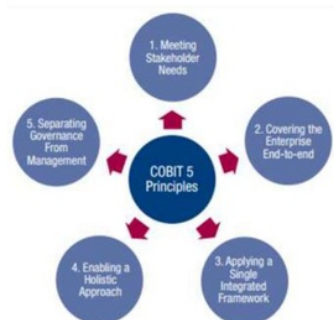 1. Meeting
Stakeholder
Needs
5. Separating
Governance
From
Management
2. Covering the
Enterprise
End-to-end
COBIT 5
Principles
4. Enabling a
Holistic
Approach
3. Applying a
Single
Integrated
Framework